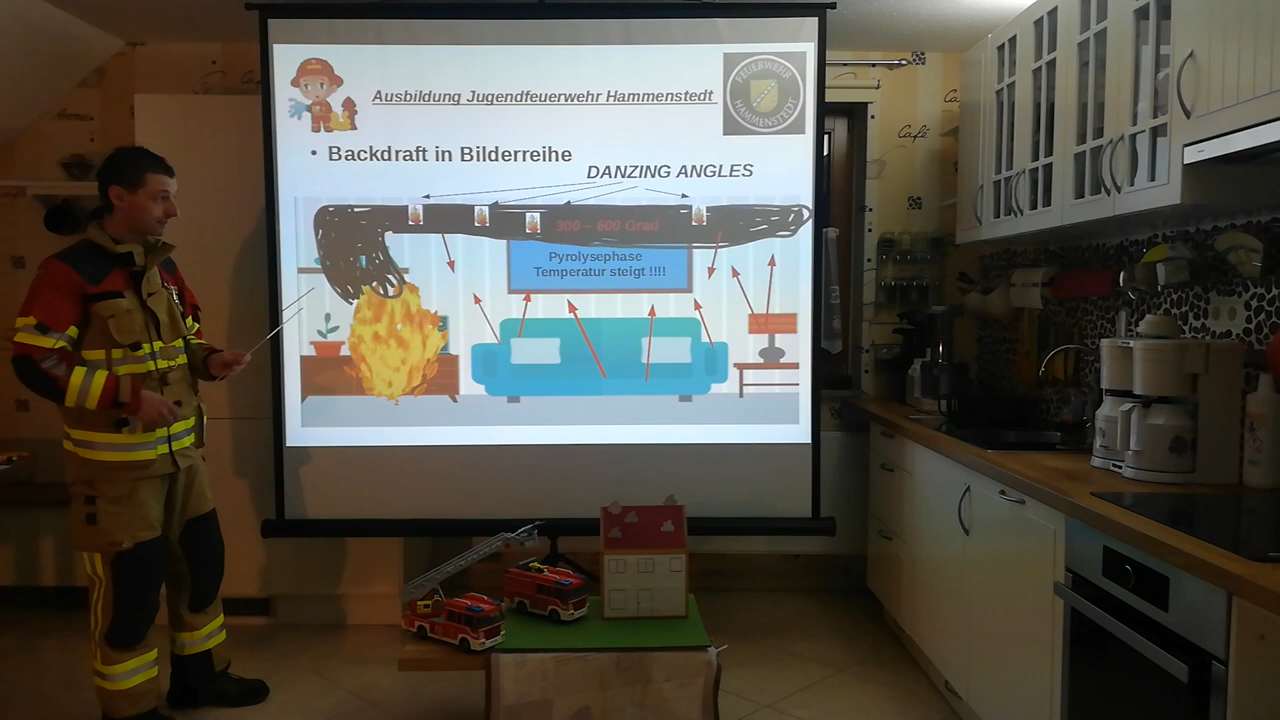 Ausbildung Jugendfeuerwehr Hammenstedt
FEUERWEHR
HAMMENSTEDT
• Backdraft in Bilderreihe
DANZING ANGLES
300 – 600 Grad
Pyrolysephase
Temperatur steigt !!!!
Café